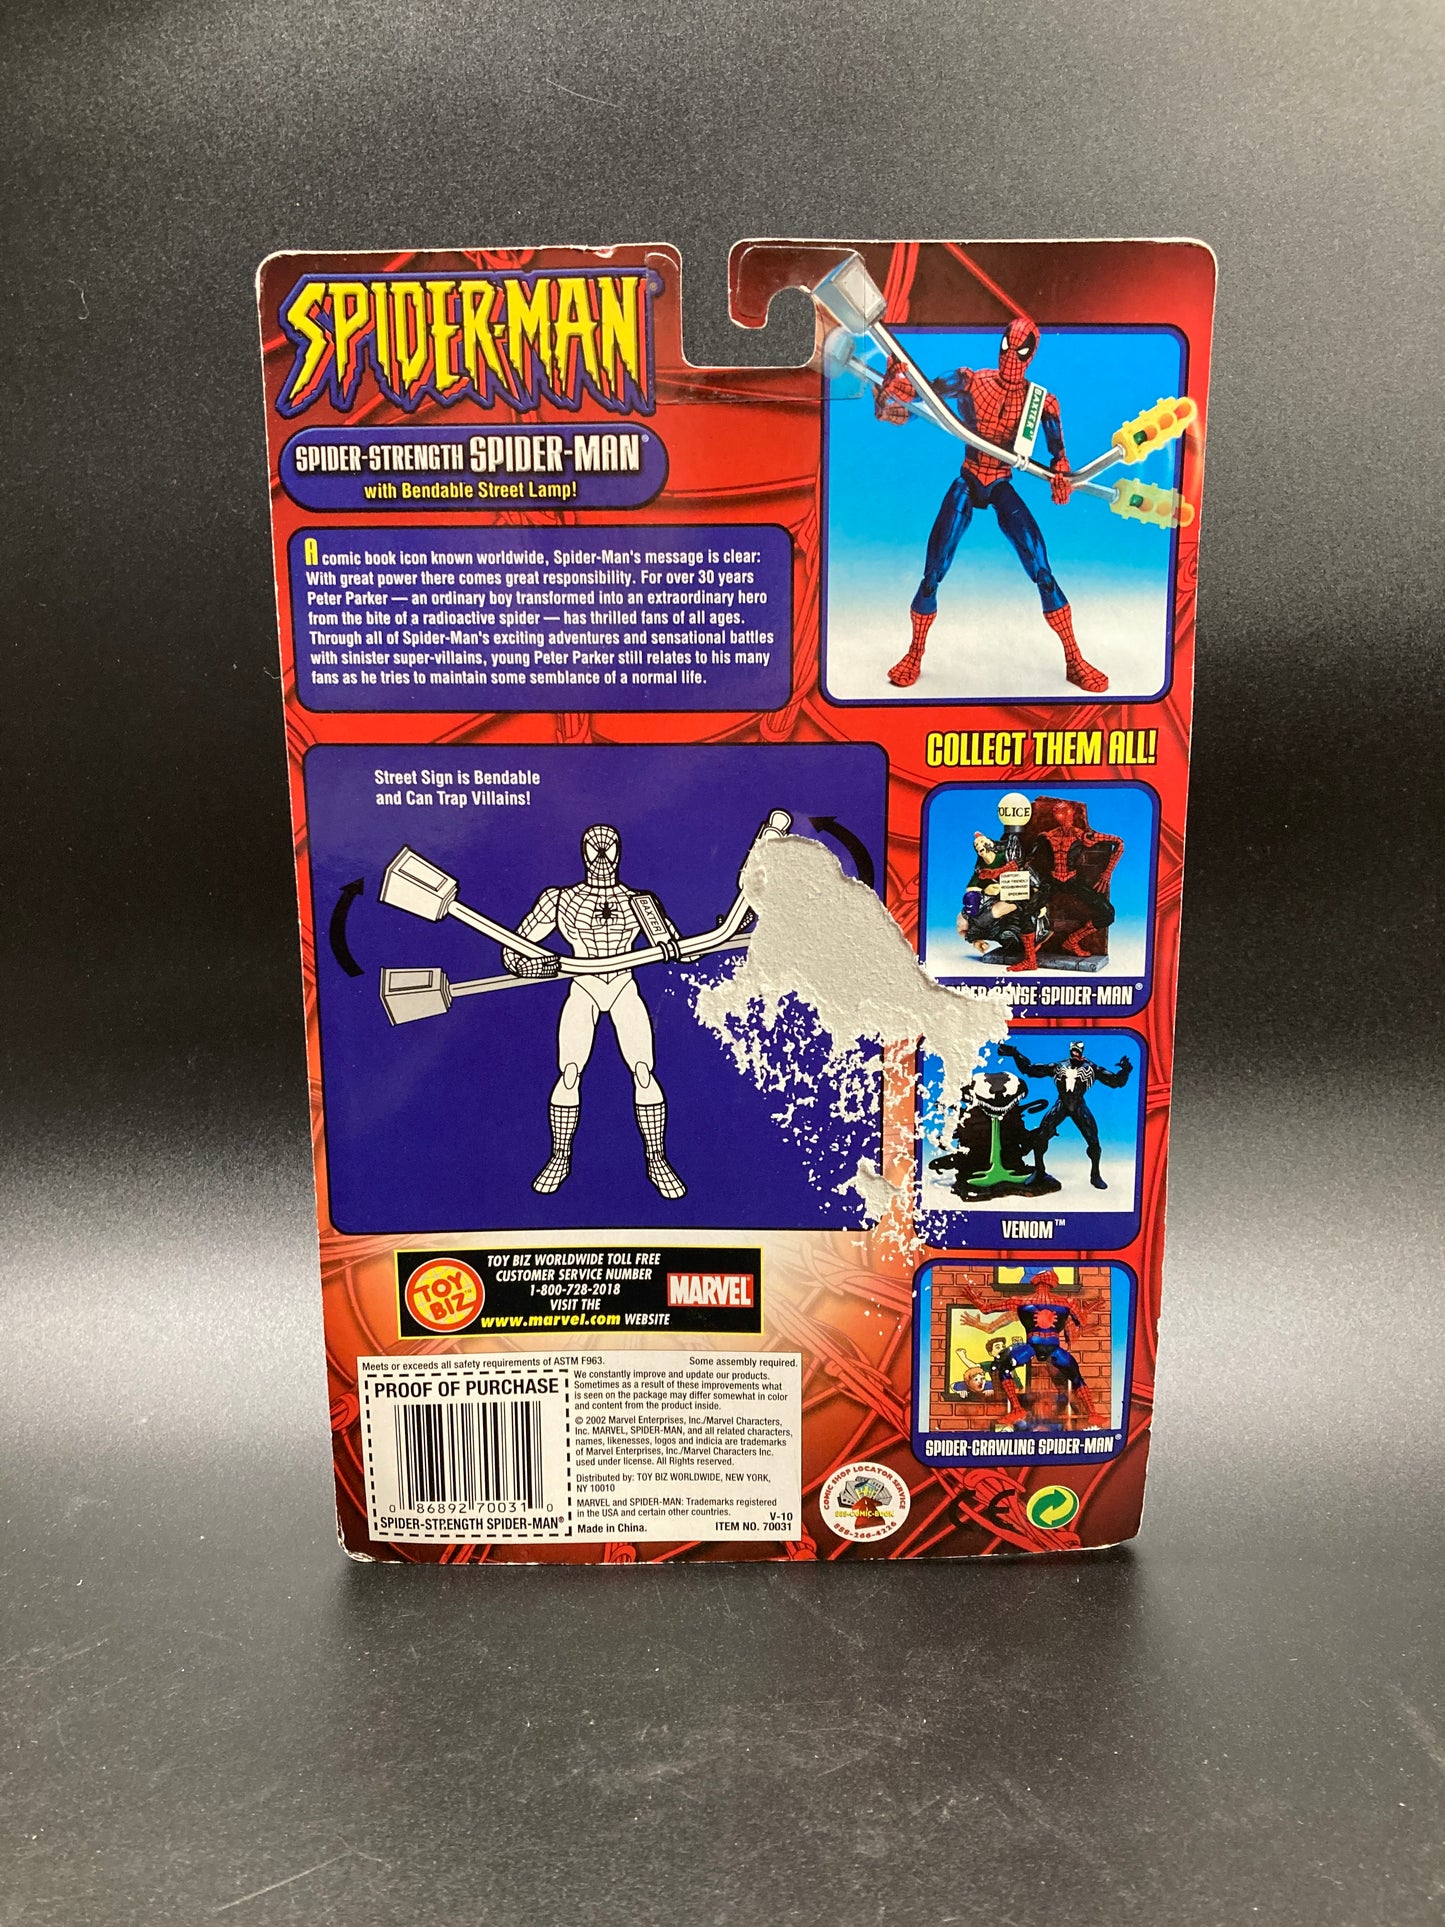 SPIDER-MAN®
SPIDER-STRENGTH SPIDER-MAN®
with Bendable Street Lamp!
A comic book icon known worldwide, Spider-Man's message is clear:
With great power there comes great responsibility. For over 30 years
Peter Parker — an ordinary boy transformed into an extraordinary hero
from the bite of a radioactive spider — has thrilled fans of all ages.
Through all of Spider-Man's exciting adventures and sensational battles
with sinister super-villains, young Peter Parker still relates to his many
fans as he tries to maintain some semblance of a normal life.
BAXTER
Street Sign is Bendable
and Can Trap Villains!
BAXTER
COLLECT THEM ALL!
POLICE
SENSE SPIDER-MAN®
VENOM™
SPIDER-CRAWLING SPIDER-MAN®
TOY BIZ™
TOY BIZ WORLDWIDE TOLL FREE
CUSTOMER SERVICE NUMBER
1-800-728-2018
VISIT THE
www.marvel.com WEBSITE
MARVEL
Meets or exceeds all safety requirements of ASTM F963.
Some assembly required.
PROOF OF PURCHASE
0 86892 70031 0
SPIDER-STRENGTH SPIDER-MAN®
We constantly improve and update our products.
Sometimes as a result of these improvements what
is seen on the package may differ somewhat in color
and content from the product inside.
© 2002 Marvel Enterprises, Inc./Marvel Characters,
Inc. MARVEL, SPIDER-MAN, and all related characters,
names, likenesses, logos and indicia are trademarks
of Marvel Enterprises, Inc./Marvel Characters Inc.
used under license. All Rights reserved.
Distributed by: TOY BIZ WORLDWIDE, NEW YORK,
NY 10010
MARVEL and SPIDER-MAN: Trademarks registered
in the USA and certain other countries.
V-10
Made in China.
ITEM NO. 70031
COMIC SHOP LOCATOR SERVICE
888-COMIC-BOOK
888-266-4226
CE